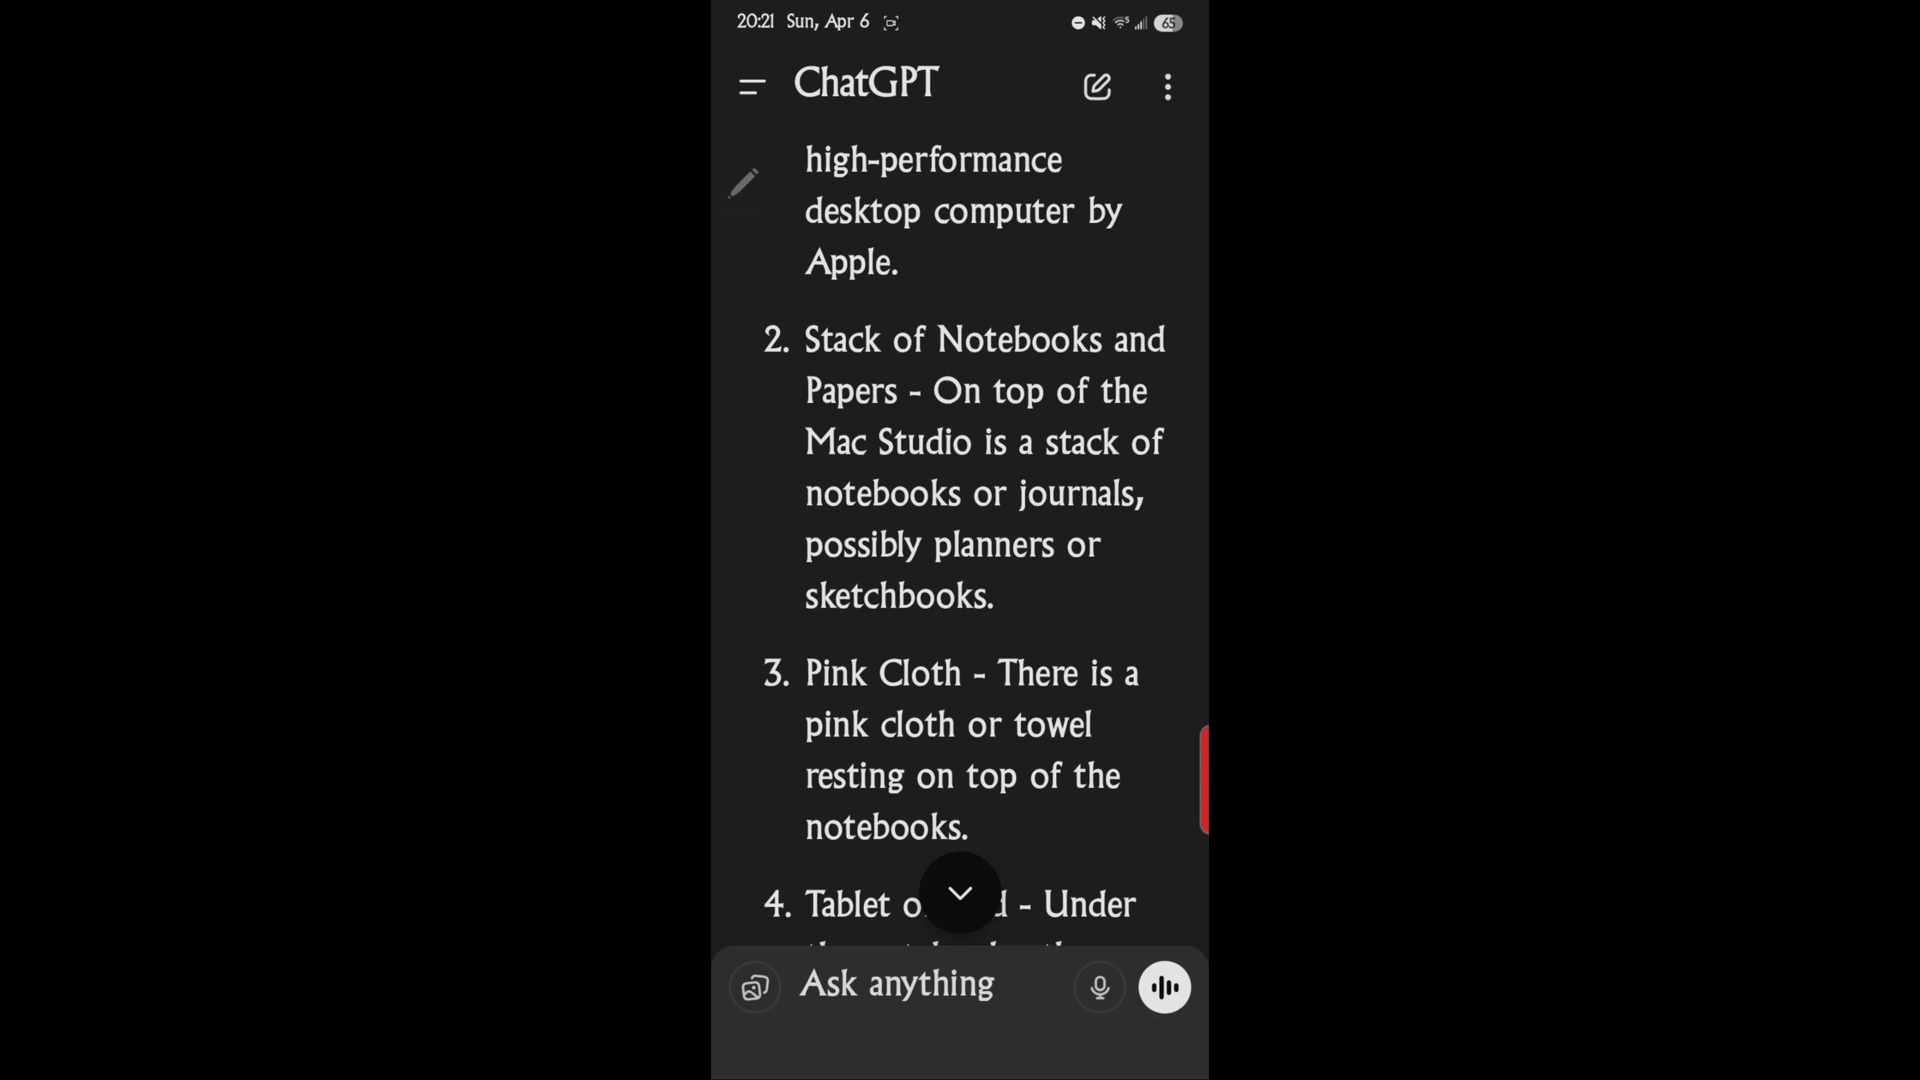 20:21 Sun, Apr 6 65
ChatGPT
high-performance
desktop computer by
Apple.
2. Stack of Notebooks and
Papers - On top of the
Mac Studio is a stack of
notebooks or journals,
possibly planners or
sketchbooks.
3. Pink Cloth - There is a
pink cloth or towel
resting on top of the
notebooks.
4. Tablet - Under
Ask anything